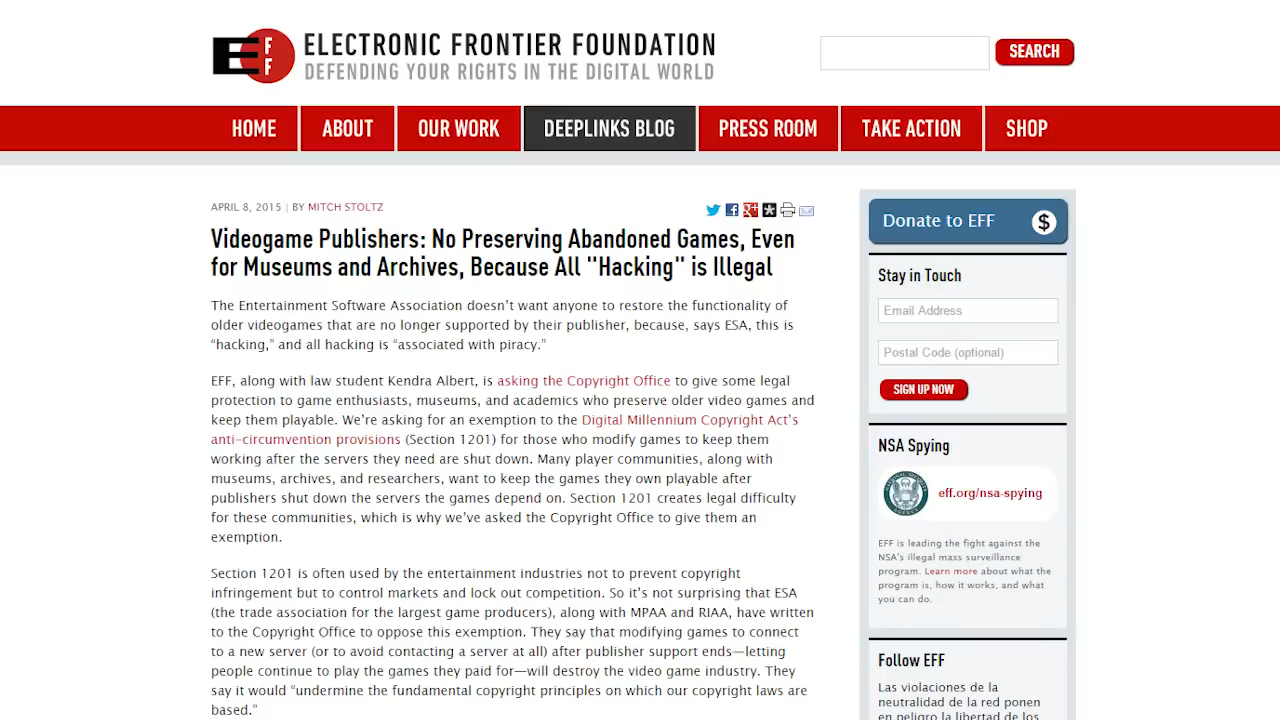 E
F
F
ELECTRONIC FRONTIER FOUNDATION
DEFENDING YOUR RIGHTS IN THE DIGITAL WORLD
SEARCH
HOME
ABOUT
OUR WORK
DEEPLINKS BLOG
PRESS ROOM
TAKE ACTION
SHOP
APRIL 8, 2015 | BY MITCH STOLTZ
Videogame Publishers: No Preserving Abandoned Games, Even
for Museums and Archives, Because All "Hacking" is Illegal
The Entertainment Software Association doesn’t want anyone to restore the functionality of
older videogames that are no longer supported by their publisher, because, says ESA, this is
“hacking,” and all hacking is “associated with piracy.”
EFF, along with law student Kendra Albert, is asking the Copyright Office to give some legal
protection to game enthusiasts, museums, and academics who preserve older video games and
keep them playable. We’re asking for an exemption to the Digital Millennium Copyright Act’s
anti-circumvention provisions (Section 1201) for those who modify games to keep them
working after the servers they need are shut down. Many player communities, along with
museums, archives, and researchers, want to keep the games they own playable after
publishers shut down the servers the games depend on. Section 1201 creates legal difficulty
for these communities, which is why we’ve asked the Copyright Office to give them an
exemption.
Section 1201 is often used by the entertainment industries not to prevent copyright
infringement but to control markets and lock out competition. So it’s not surprising that ESA
(the trade association for the largest game producers), along with MPAA and RIAA, have written
to the Copyright Office to oppose this exemption. They say that modifying games to connect
to a new server (or to avoid contacting a server at all) after publisher support ends—letting
people continue to play the games they paid for—will destroy the video game industry. They
say it would “undermine the fundamental copyright principles on which our copyright laws are
based.”
Donate to EFF $
Stay in Touch
Email Address
Postal Code (optional)
SIGN UP NOW
NSA Spying
eff.org/nsa-spying
EFF is leading the fight against the
NSA’s illegal mass surveillance
program. Learn more about what the
program is, how it works, and what
you can do.
Follow EFF
Las violaciones de la
neutralidad de la red ponen
en peligro la libertad de los